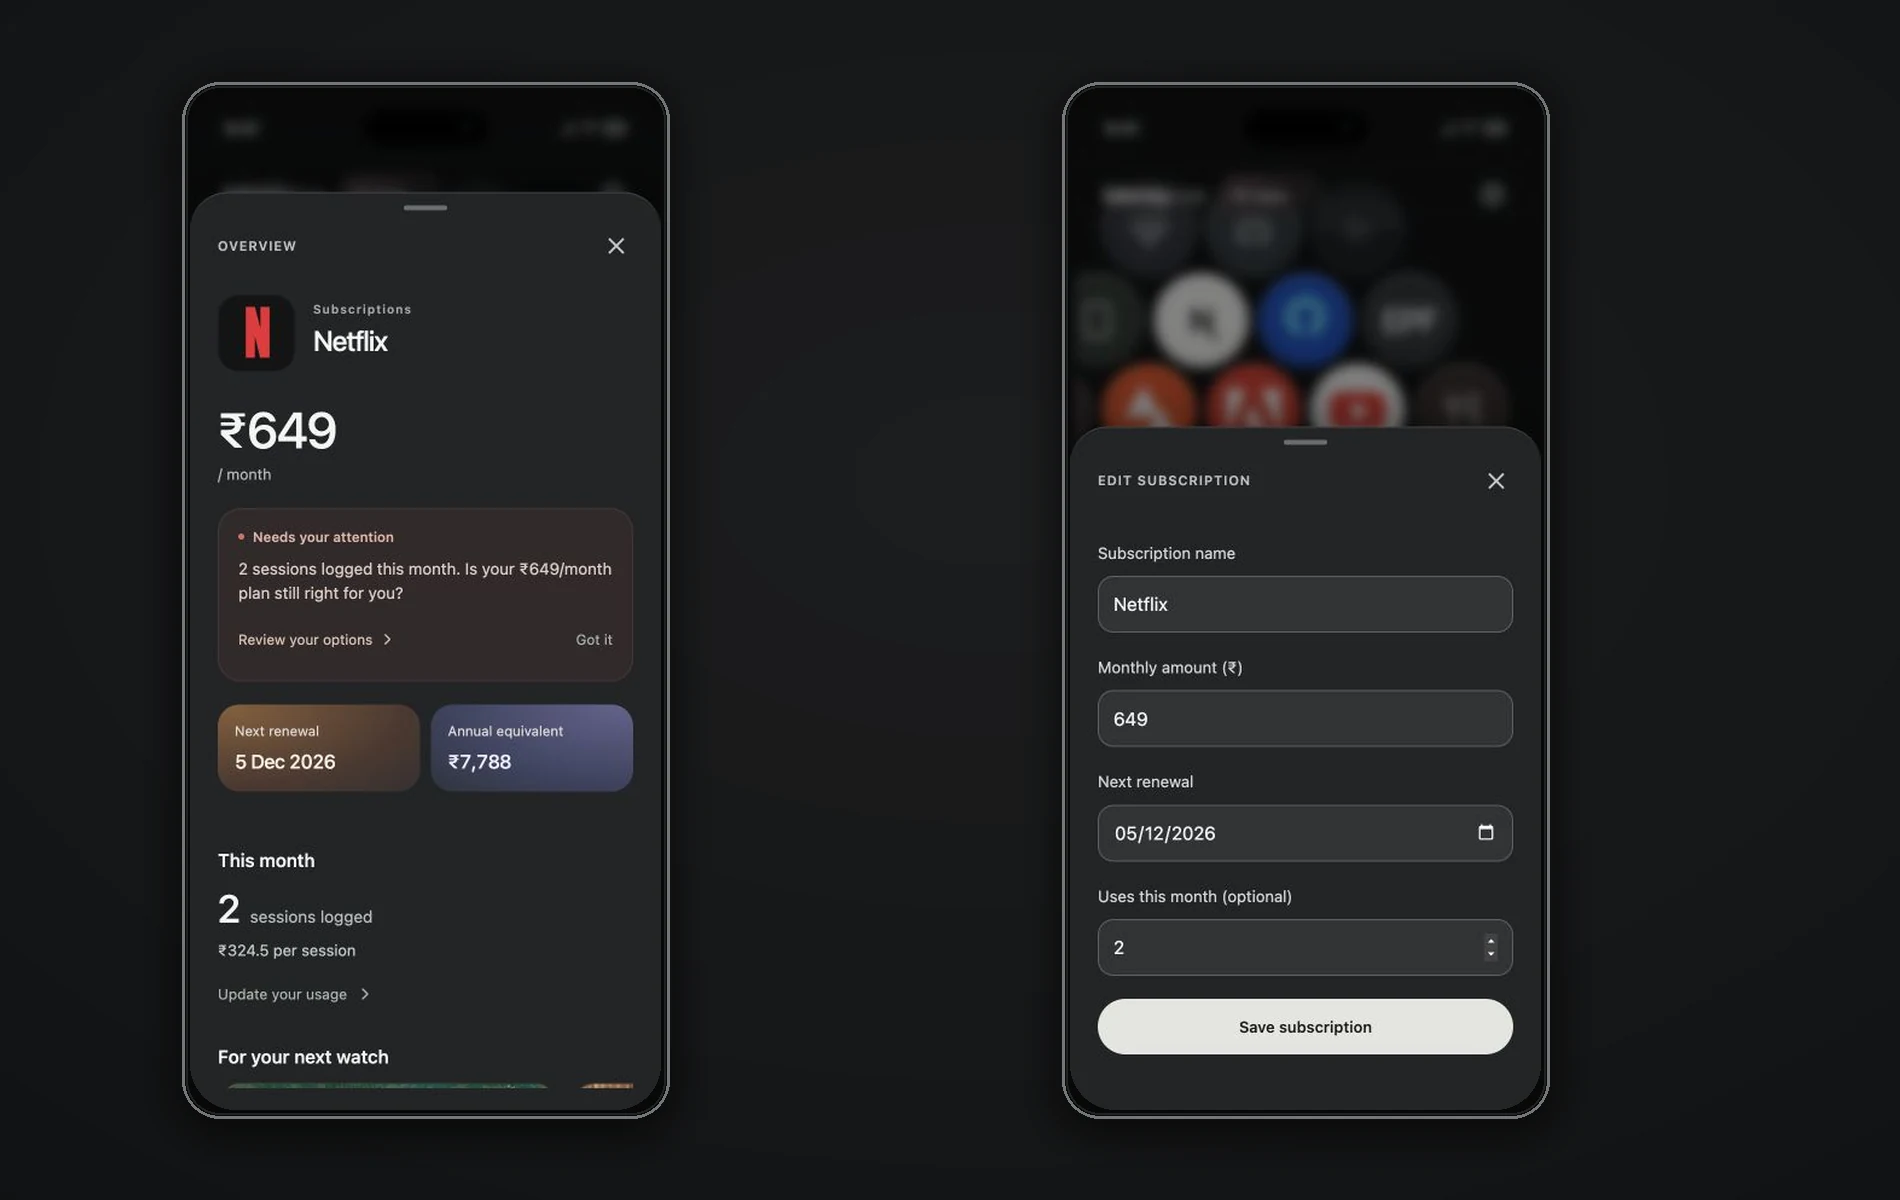 OVERVIEW
Subscriptions
Netflix
₹649
/ month
Needs your attention
2 sessions logged this month. Is your ₹649/month
plan still right for you?
Review your options
Got it
Next renewal
5 Dec 2026
Annual equivalent
₹7,788
This month
2 sessions logged
₹324.5 per session
Update your usage
For your next watch
EPF
EDIT SUBSCRIPTION
Subscription name
Netflix
Monthly amount (₹)
649
Next renewal
05/12/2026
Uses this month (optional)
2
Save subscription